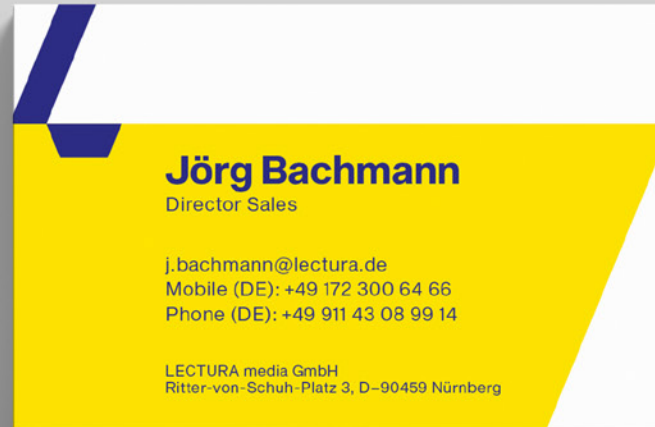 Jörg Bachmann
Director Sales
j.bachmann@lectura.de
Mobile (DE): +49 172 300 64 66
Phone (DE): +49 911 43 08 99 14
LECTURA media GmbH
Ritter-von-Schuh-Platz 3, D–90459 Nürnberg